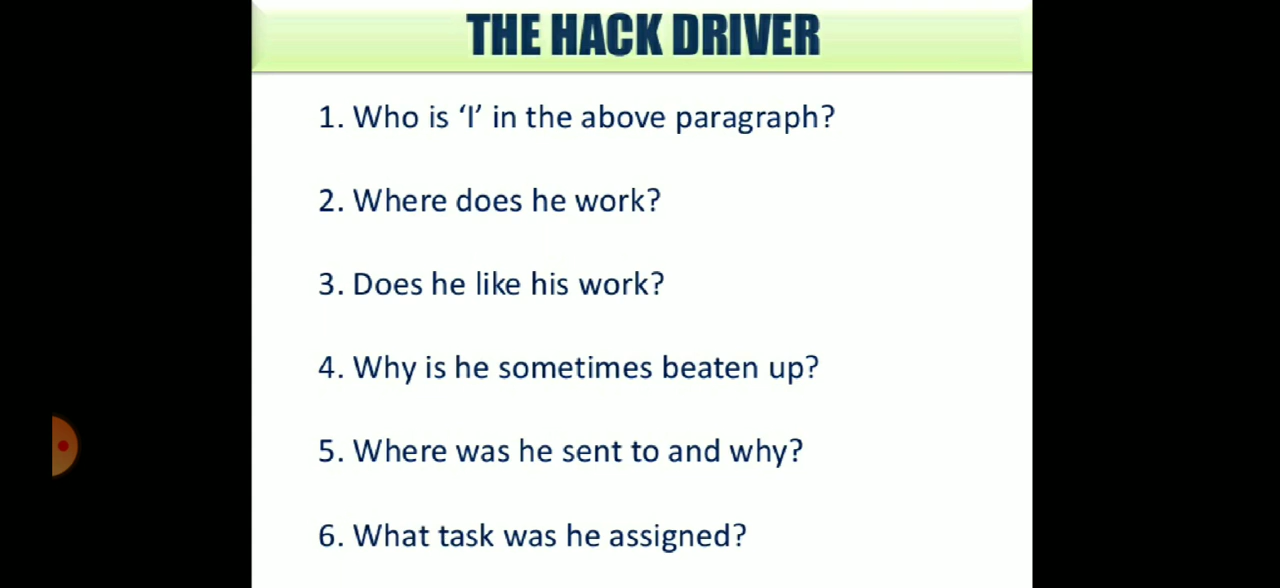 THE HACK DRIVER
1. Who is ‘I’ in the above paragraph?
2. Where does he work?
3. Does he like his work?
4. Why is he sometimes beaten up?
5. Where was he sent to and why?
6. What task was he assigned?